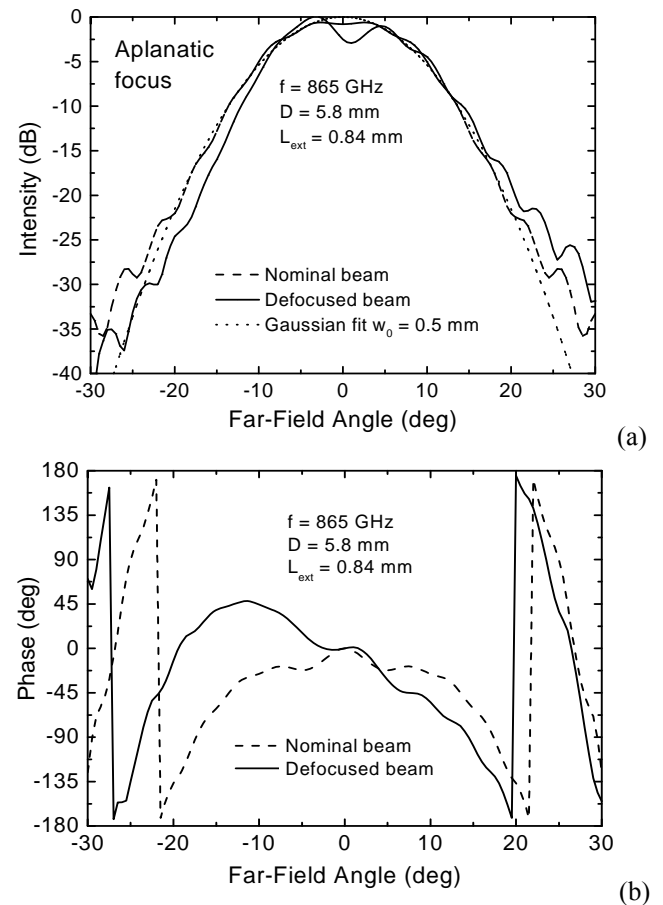 0
-5
-10
-15
-20
-25
-30
-35
-40
Intensity (dB)
Aplanatic
focus
f = 865 GHz
D = 5.8 mm
L_ext = 0.84 mm
Nominal beam
Defocused beam
Gaussian fit w_0 = 0.5 mm
-30 -20 -10 0 10 20 30
Far-Field Angle (deg)
(a)
180
135
90
45
0
-45
-90
-135
-180
Phase (deg)
f = 865 GHz
D = 5.8 mm
L_ext = 0.84 mm
Nominal beam
Defocused beam
-30 -20 -10 0 10 20 30
Far-Field Angle (deg)
(b)